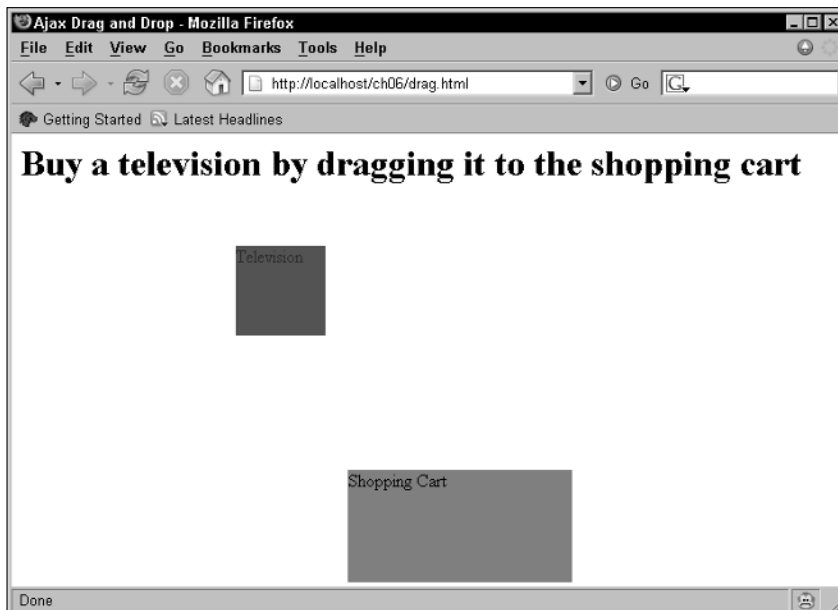 Ajax Drag and Drop - Mozilla Firefox
File Edit View Go Bookmarks Tools Help
http://localhost/ch06/drag.html Go G
Getting Started Latest Headlines
Buy a television by dragging it to the shopping cart
Television
Shopping Cart
Done